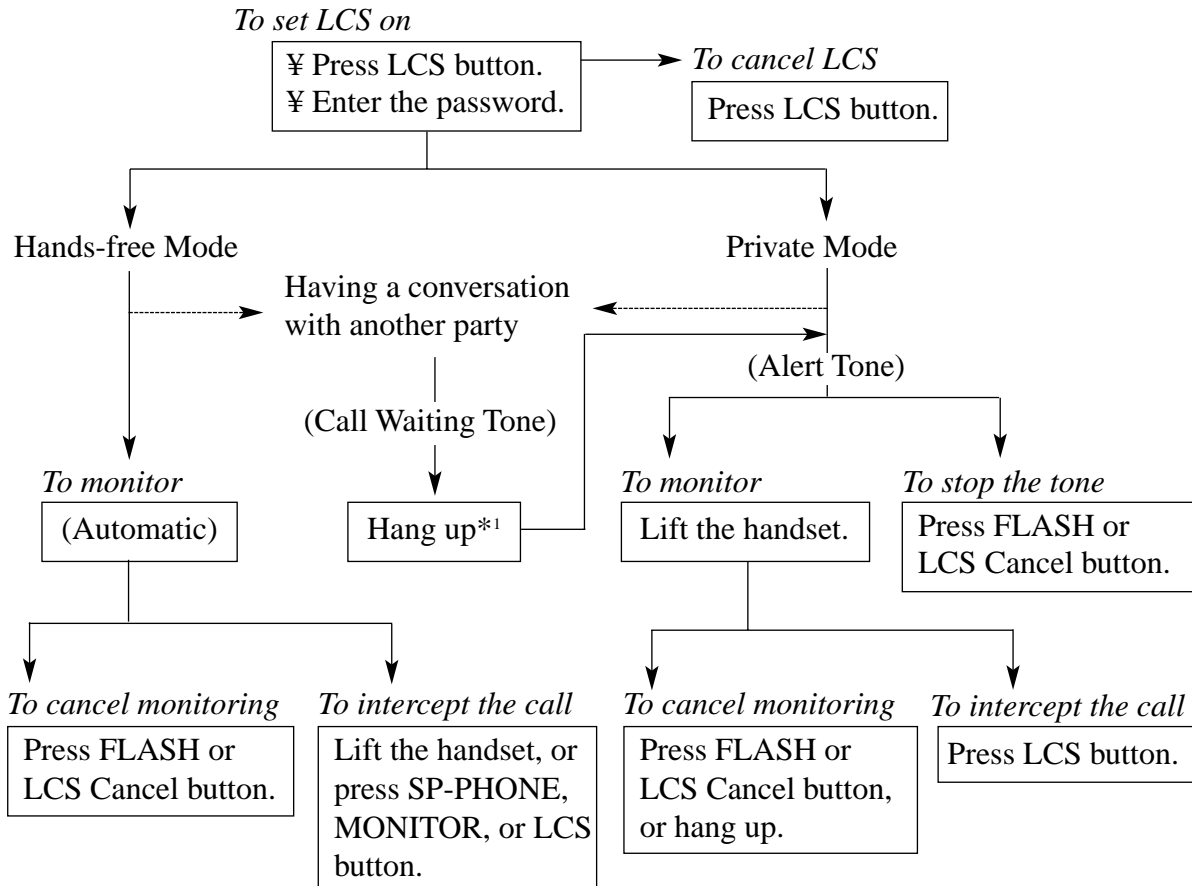 To set LCS on
¥ Press LCS button.
¥ Enter the password.
To cancel LCS
Press LCS button.
Hands-free Mode
Private Mode
Having a conversation
with another party
(Alert Tone)
(Call Waiting Tone)
To monitor
(Automatic)
Hang up*1
To monitor
Lift the handset.
To stop the tone
Press FLASH or
LCS Cancel button.
To cancel monitoring
Press FLASH or
LCS Cancel button.
To intercept the call
Lift the handset, or
press SP-PHONE,
MONITOR, or LCS
button.
To cancel monitoring
Press FLASH or
LCS Cancel button,
or hang up.
To intercept the call
Press LCS button.